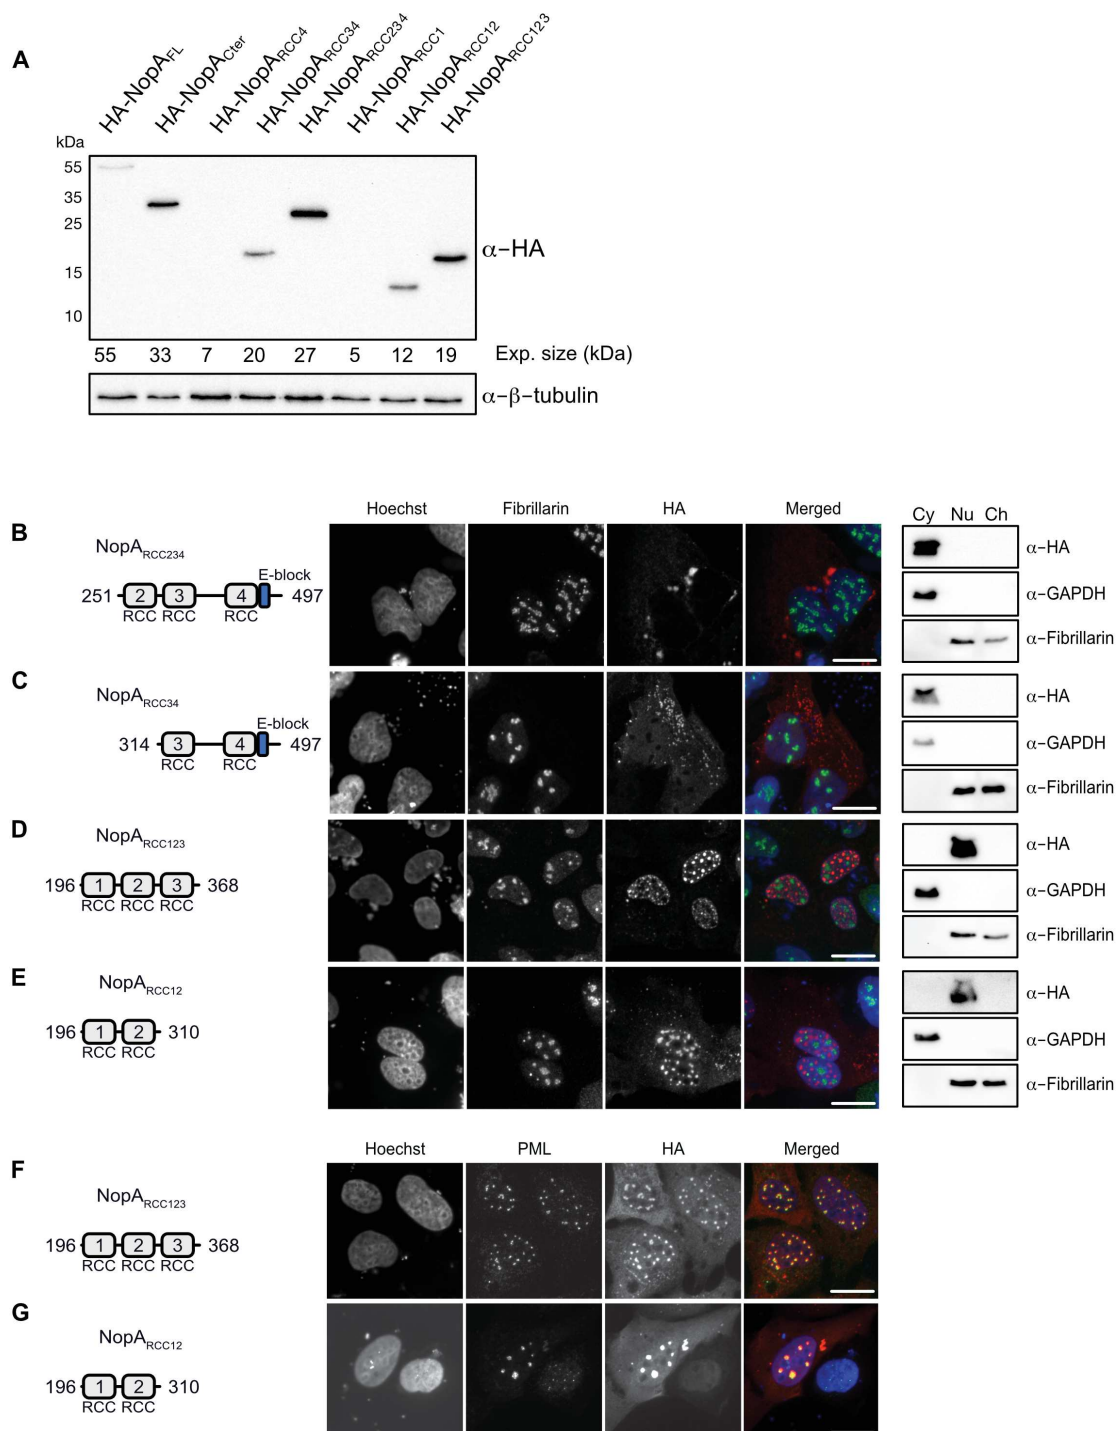 A
HA-NopAFL
HA-NopACter
HA-NopARCC4
HA-NopARCC34
HA-NopARCC234
HA-NopARCC1
HA-NopARCC12
HA-NopARCC123
kDa
55
35
25
15
10
α–HA
55 33 7 20 27 5 12 19 Exp. size (kDa)
α–β–tubulin
Hoechst Fibrillarin HA Merged
Cy Nu Ch
B
NopARCC234
E-block
251 2 3 4 497
RCC RCC RCC
α–HA
α–GAPDH
α–Fibrillarin
C
NopARCC34
E-block
314 3 4 497
RCC RCC
α–HA
α–GAPDH
α–Fibrillarin
D
NopARCC123
196 1 2 3 368
RCC RCC RCC
α–HA
α–GAPDH
α–Fibrillarin
E
NopARCC12
196 1 2 310
RCC RCC
α–HA
α–GAPDH
α–Fibrillarin
Hoechst PML HA Merged
F
NopARCC123
196 1 2 3 368
RCC RCC RCC
G
NopARCC12
196 1 2 310
RCC RCC